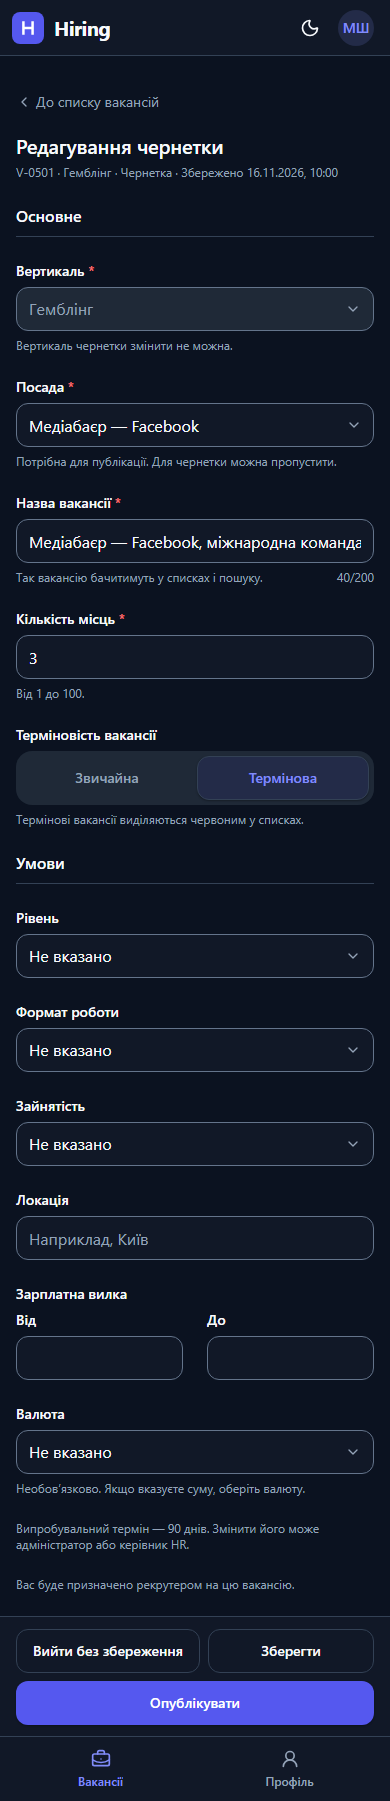 H Hiring МШ
До списку вакансій
Редагування чернетки
V-0501 · Гемблінг · Чернетка · Збережено 16.11.2026, 10:00
Основне
Вертикаль *
Гемблінг
Вертикаль чернетки змінити не можна.
Посада *
Медіабаєр — Facebook
Потрібна для публікації. Для чернетки можна пропустити.
Назва вакансії *
Медіабаєр — Facebook, міжнародна команда
Так вакансію бачитимуть у списках і пошуку. 40/200
Кількість місць *
3
Від 1 до 100.
Терміновість вакансії
Звичайна Термінова
Термінові вакансії виділяються червоним у списках.
Умови
Рівень
Не вказано
Формат роботи
Не вказано
Зайнятість
Не вказано
Локація
Наприклад, Київ
Зарплатна вилка
Від До
Валюта
Не вказано
Необов'язково. Якщо вказуєте суму, оберіть валюту.
Випробувальний термін — 90 днів. Змінити його може
адміністратор або керівник HR.
Вас буде призначено рекрутером на цю вакансію.
Вийти без збереження Зберегти
Опублікувати
Вакансії Профіль